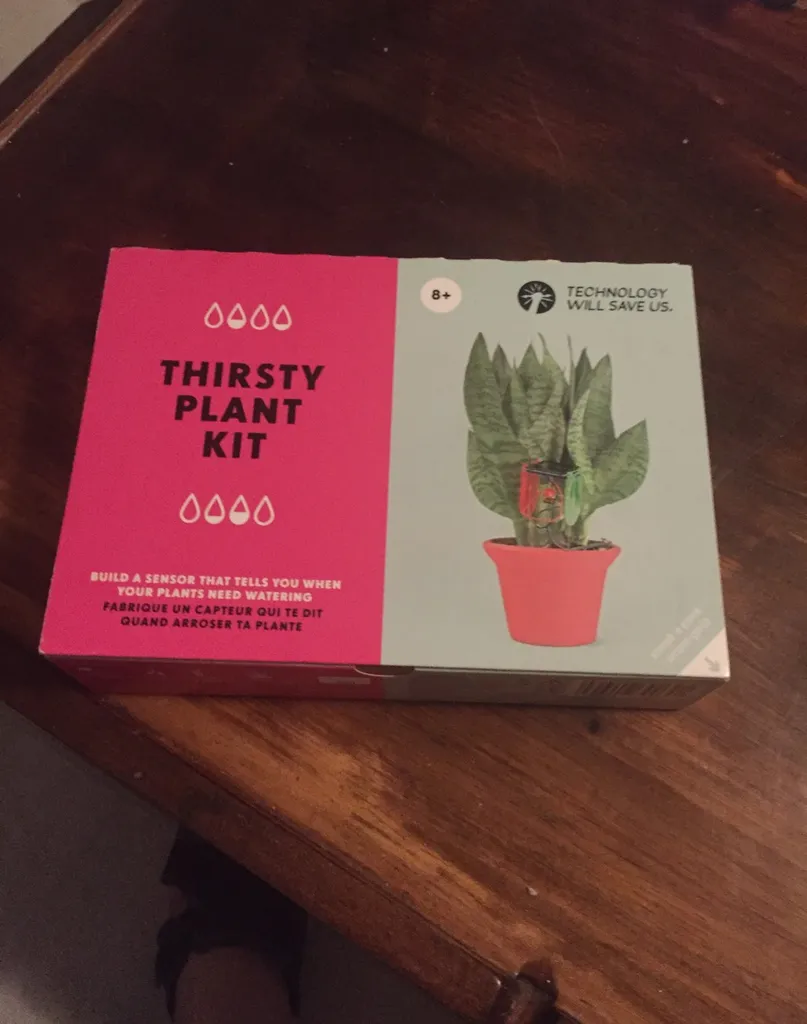 THIRSTY
PLANT
KIT
BUILD A SENSOR THAT TELLS YOU WHEN
YOUR PLANTS NEED WATERING
FABRIQUE UN CAPTEUR QUI TE DIT
QUAND ARROSER TA PLANTE
8+
TECHNOLOGY
WILL SAVE US.